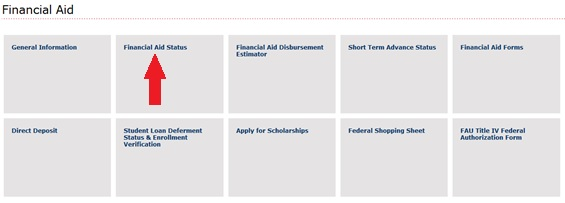 Financial Aid
General Information
Financial Aid Status
Financial Aid Disbursement
Estimator
Short Term Advance Status
Financial Aid Forms
Direct Deposit
Student Loan Deferment
Status & Enrollment
Verification
Apply for Scholarships
Federal Shopping Sheet
FAU Title IV Federal
Authorization Form